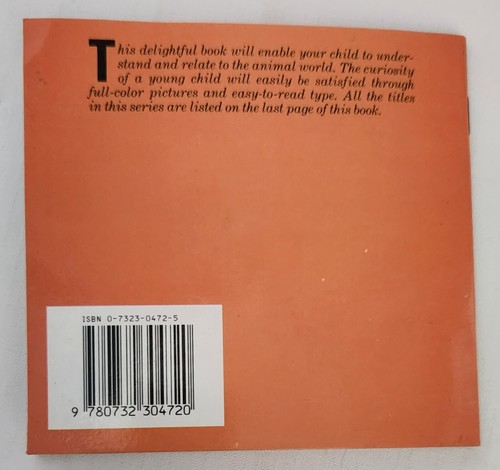 This delightful book will enable your child to under-
stand and relate to the animal world. The curiosity
of a young child will easily be satisfied through
full-color pictures and easy-to-read type. All the titles
in this series are listed on the last page of this book.
ISBN 0-7323-0472-5
9 780732 304720